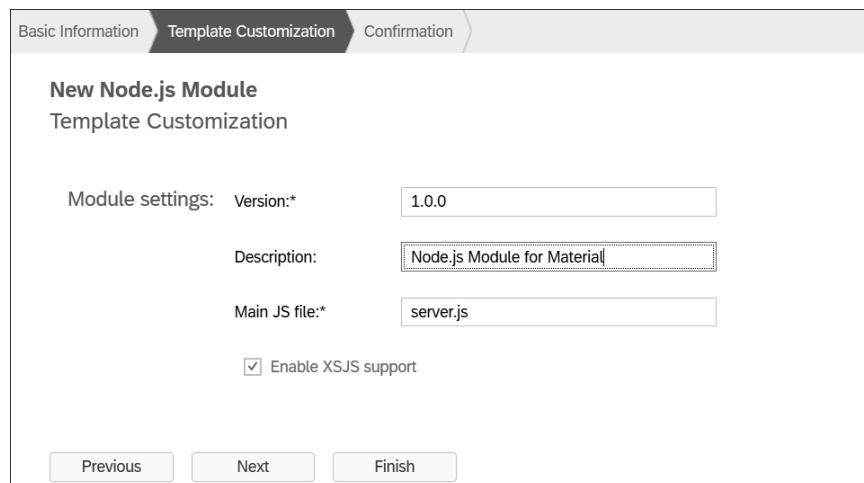 Basic Information Template Customization Confirmation
New Node.js Module
Template Customization
Module settings: Version:* 1.0.0
Description: Node.js Module for Material
Main JS file:* server.js
Enable XSJS support
Previous Next Finish